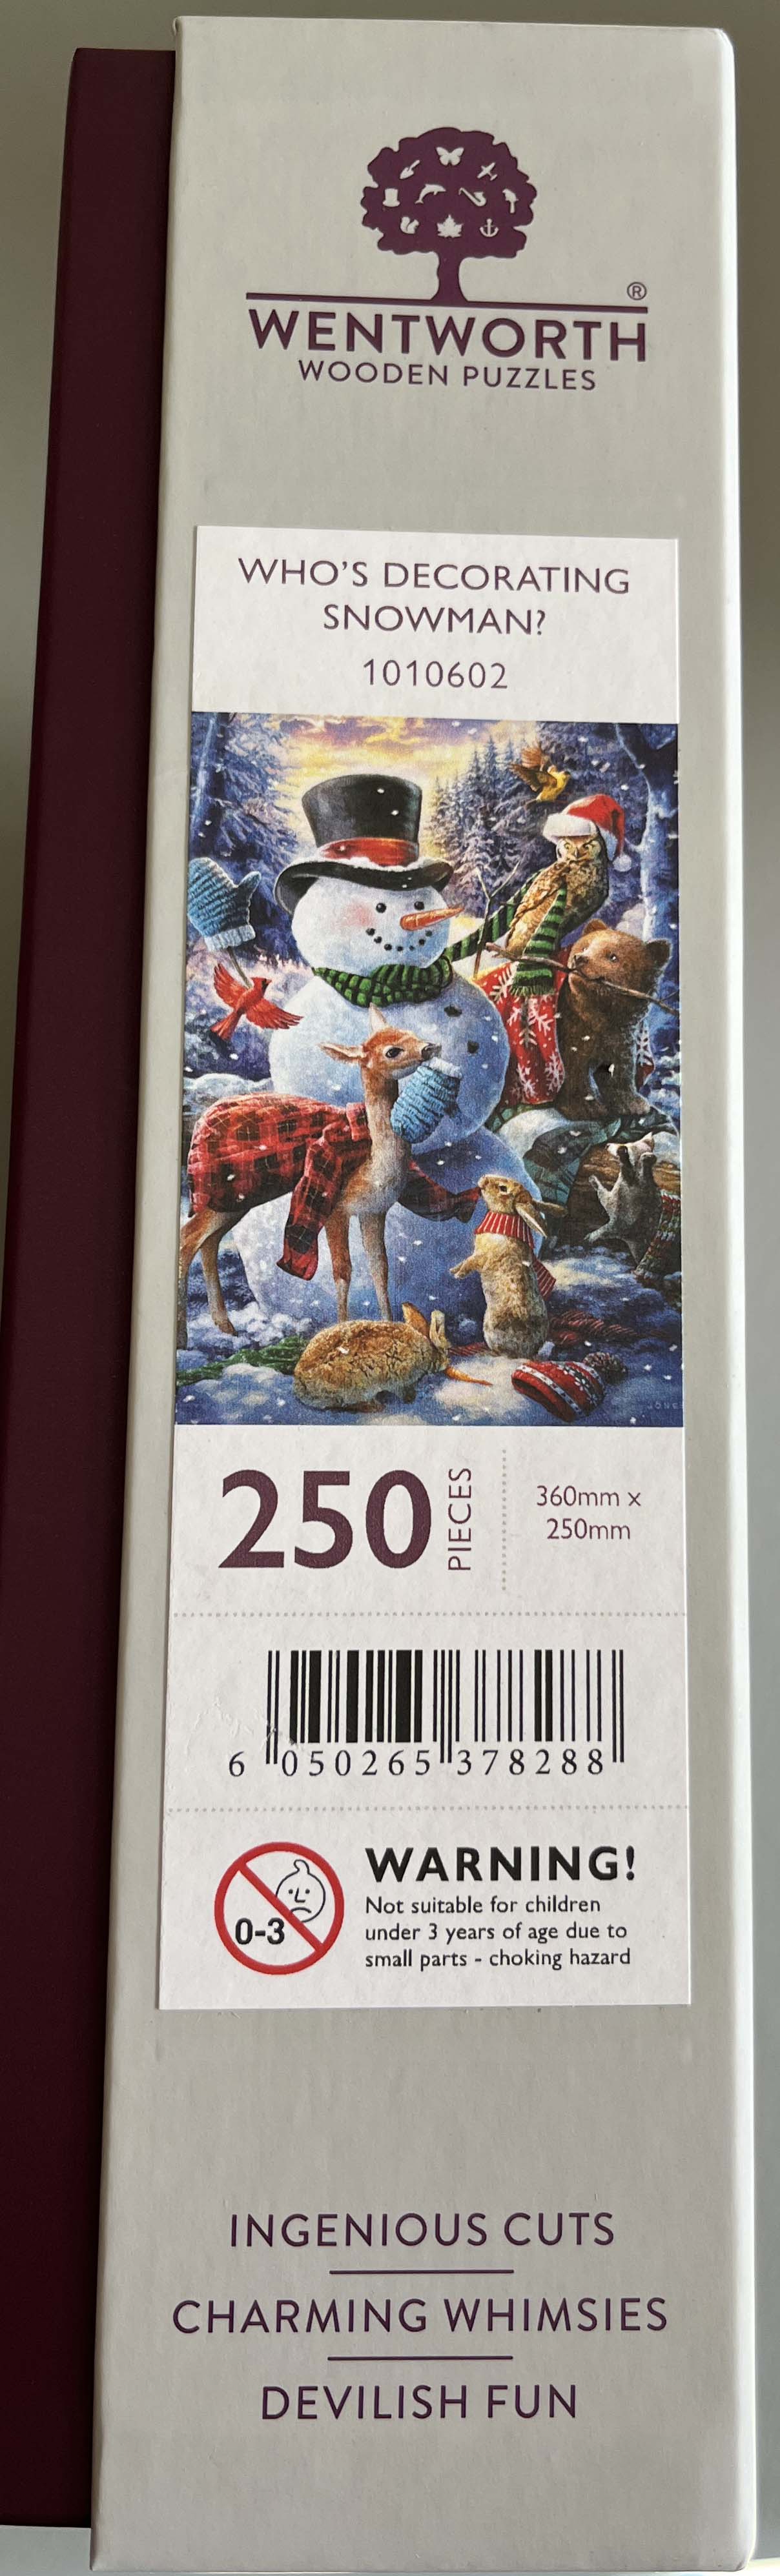 ®
WENTWORTH
WOODEN PUZZLES
WHO'S DECORATING
SNOWMAN?
1010602
250 PIECES
360mm x
250mm
6 050265 378288
0-3
WARNING!
Not suitable for children
under 3 years of age due to
small parts - choking hazard
INGENIOUS CUTS
CHARMING WHIMSIES
DEVILISH FUN